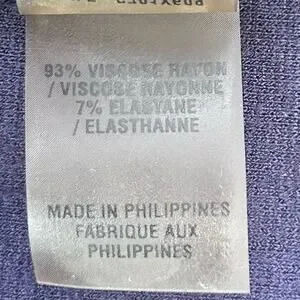 93% VISCOSE RAYON
/ VISCOSE RAYONNE
7% ELASTANE
/ ELASTHANNE
MADE IN PHILIPPINES
FABRIQUE AUX
PHILIPPINES